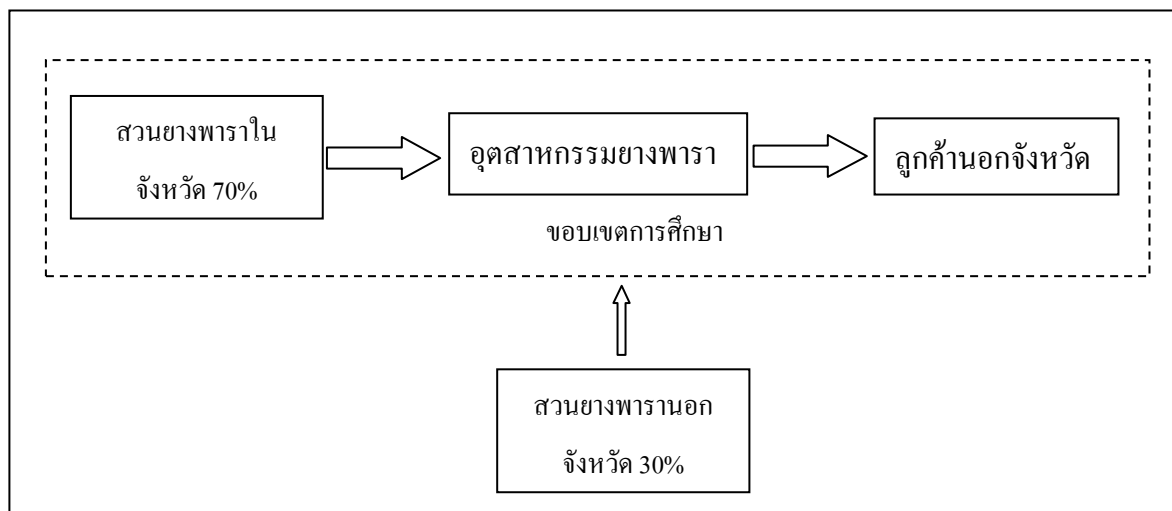 สวนยางพาราใน
จังหวัด 70%
อุตสาหกรรมยางพารา
ลูกค้านอกจังหวัด
ขอบเขตการศึกษา
สวนยางพารานอก
จังหวัด 30%